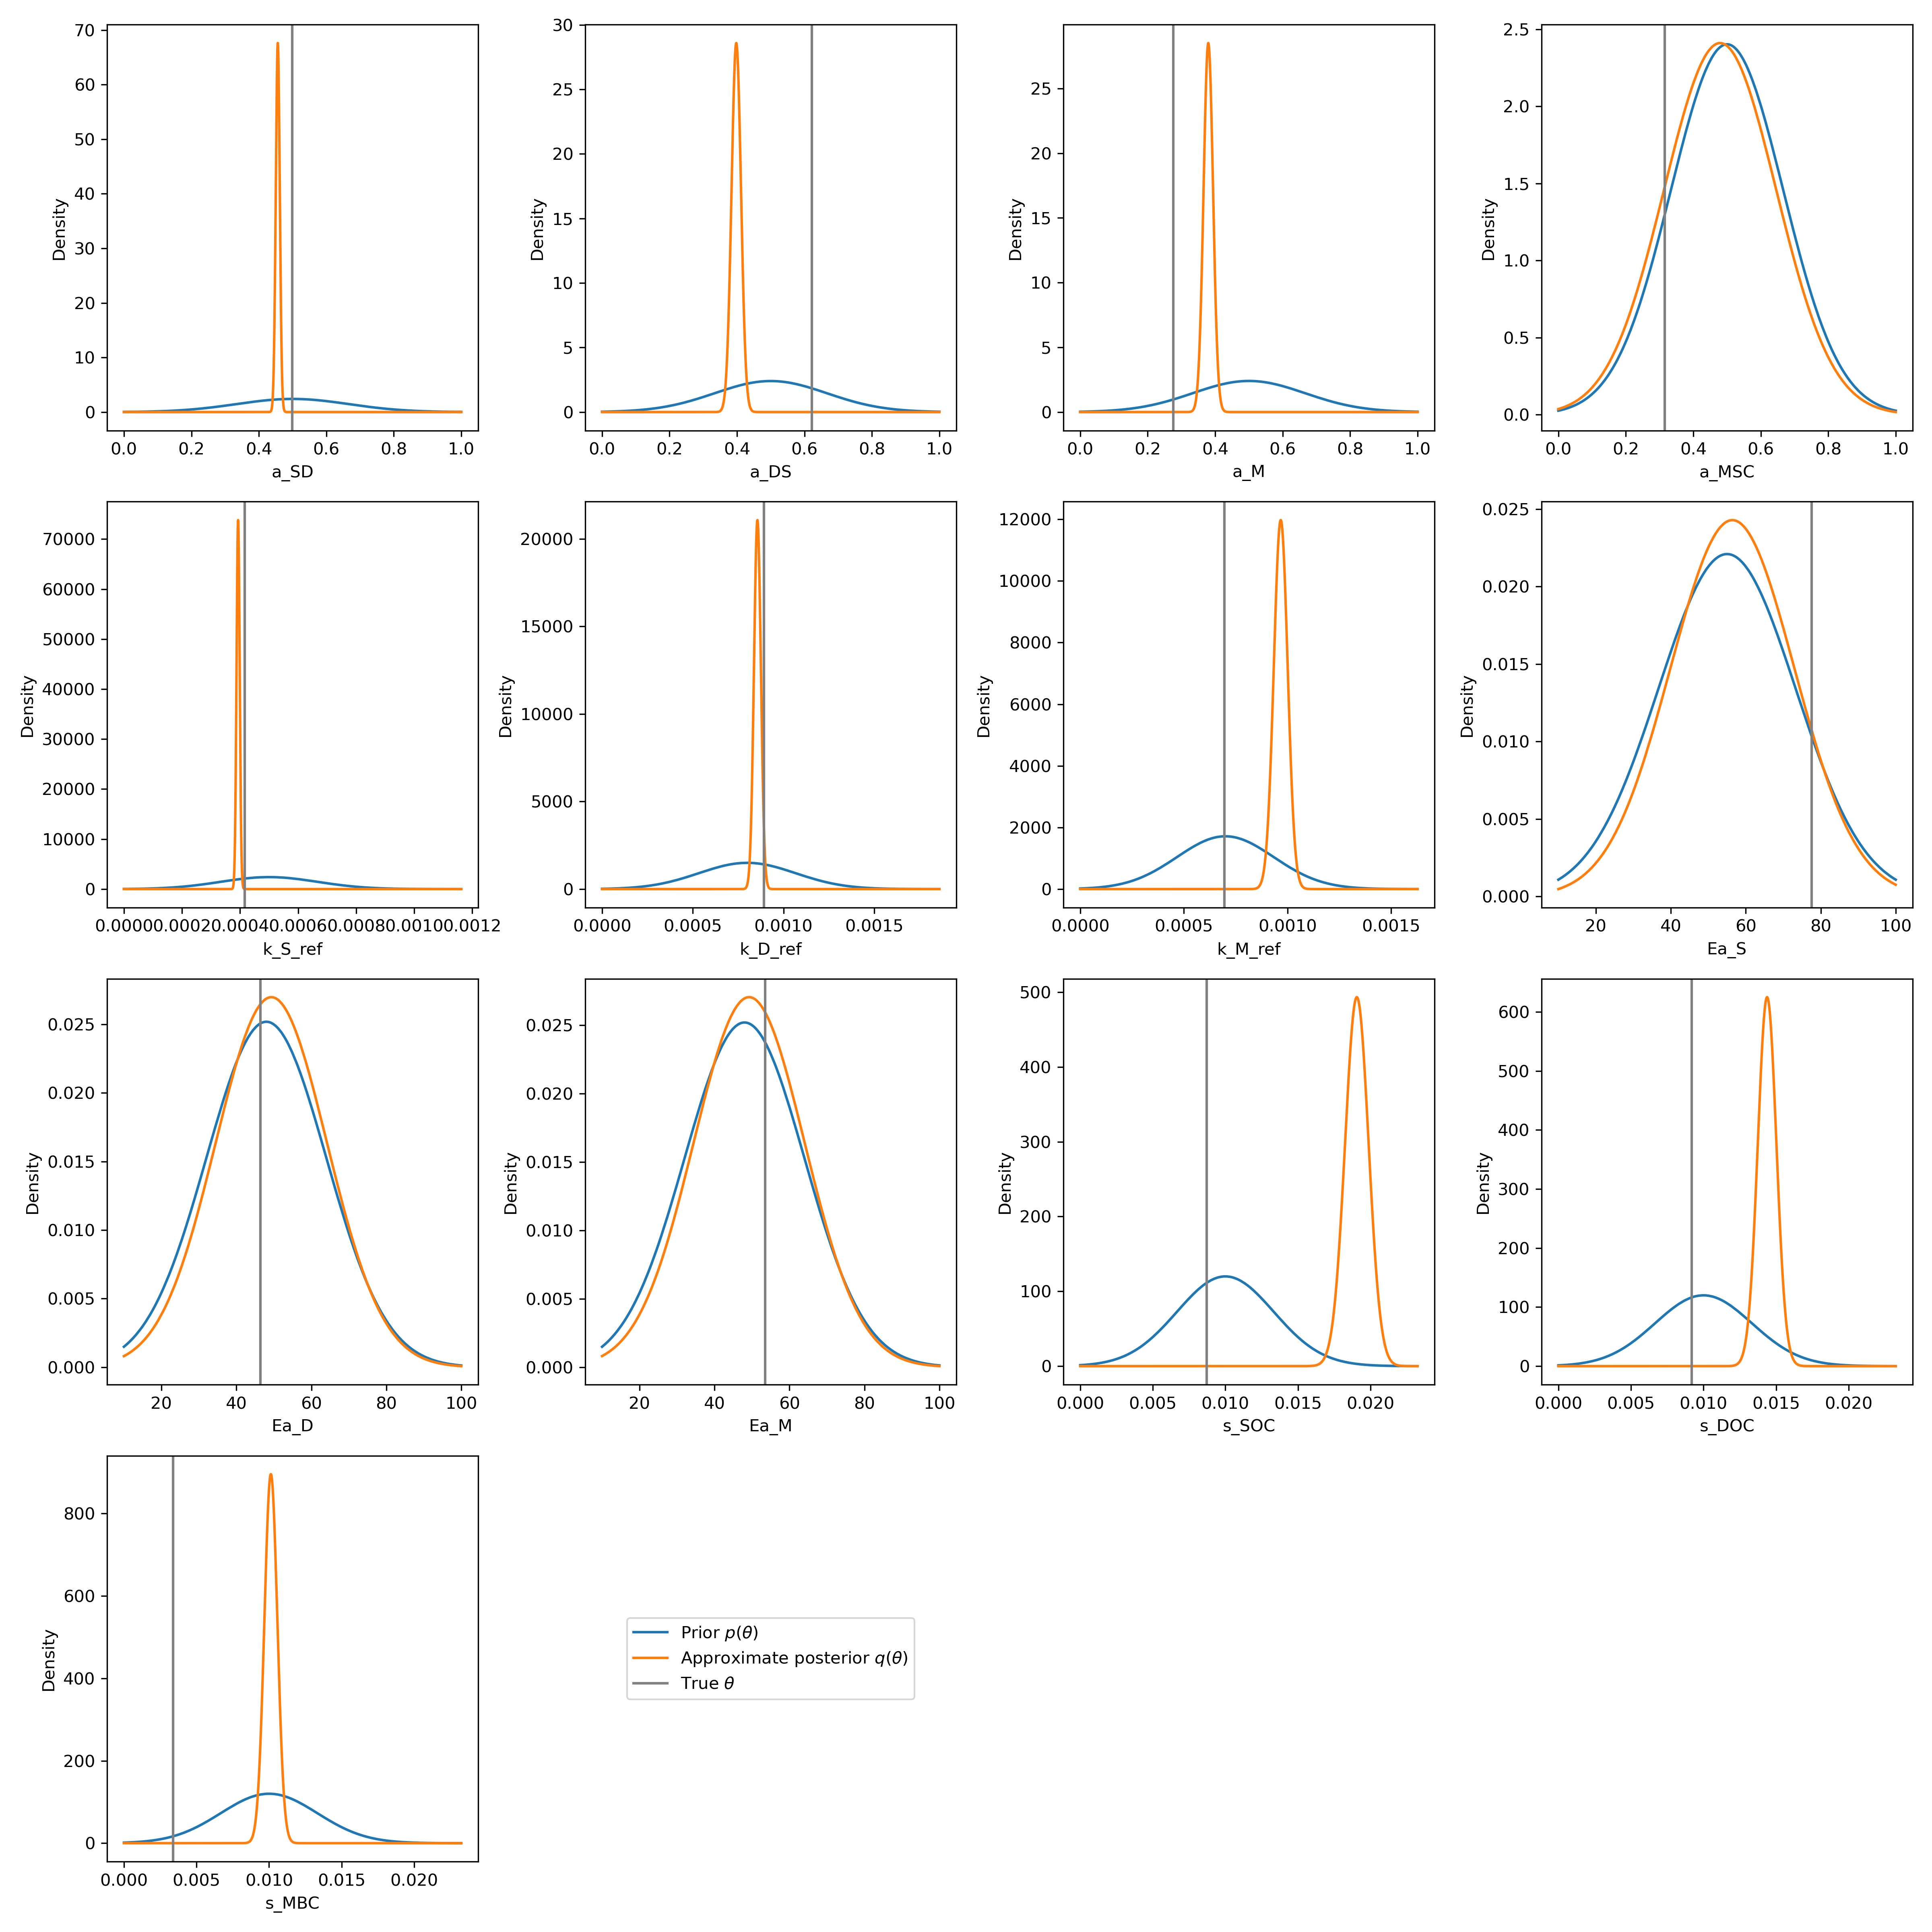 70
60
50
40
30
20
10
0
Density
0.0 0.2 0.4 0.6 0.8 1.0
a_SD
30
25
20
15
10
5
0
Density
0.0 0.2 0.4 0.6 0.8 1.0
a_DS
25
20
15
10
5
0
Density
0.0 0.2 0.4 0.6 0.8 1.0
a_M
2.5
2.0
1.5
1.0
0.5
0.0
Density
0.0 0.2 0.4 0.6 0.8 1.0
a_MSC
70000
60000
50000
40000
30000
20000
10000
0
Density
0.0000 0.0002 0.0004 0.0006 0.0008 0.0010 0.0012
k_S_ref
20000
15000
10000
5000
0
Density
0.0000 0.0005 0.0010 0.0015
k_D_ref
12000
10000
8000
6000
4000
2000
0
Density
0.0000 0.0005 0.0010 0.0015
k_M_ref
0.025
0.020
0.015
0.010
0.005
0.000
Density
20 40 60 80 100
Ea_S
0.025
0.020
0.015
0.010
0.005
0.000
Density
20 40 60 80 100
Ea_D
0.025
0.020
0.015
0.010
0.005
0.000
Density
20 40 60 80 100
Ea_M
500
400
300
200
100
0
Density
0.000 0.005 0.010 0.015 0.020
s_SOC
600
500
400
300
200
100
0
Density
0.000 0.005 0.010 0.015 0.020
s_DOC
800
600
400
200
0
Density
0.000 0.005 0.010 0.015 0.020
s_MBC
Prior p(θ)
Approximate posterior q(θ)
True θ